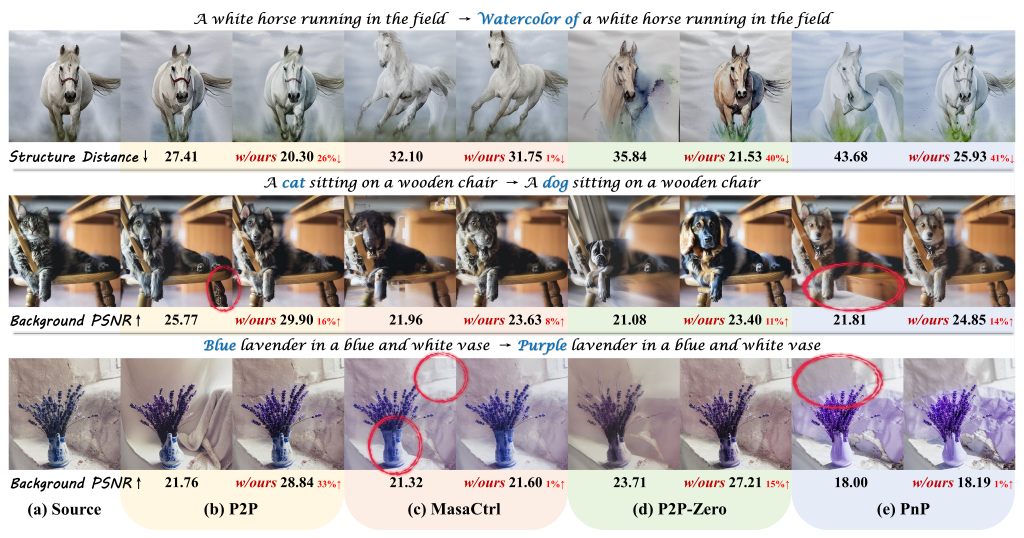 A white horse running in the field → Watercolor of a white horse running in the field
Structure Distance↓ 27.41 w/ours 20.30 26%↓ 32.10 w/ours 31.75 1%↓ 35.84 w/ours 21.53 40%↓ 43.68 w/ours 25.93 41%↓
A cat sitting on a wooden chair → A dog sitting on a wooden chair
Background PSNR↑ 25.77 w/ours 29.90 16%↑ 21.96 w/ours 23.63 8%↑ 21.08 w/ours 23.40 11%↑ 21.81 w/ours 24.85 14%↑
Blue lavender in a blue and white vase → Purple lavender in a blue and white vase
Background PSNR↑ 21.76 w/ours 28.84 33%↑ 21.32 w/ours 21.60 1%↑ 23.71 w/ours 27.21 15%↑ 18.00 w/ours 18.19 1%↑
(a) Source (b) P2P (c) MasaCtrl (d) P2P-Zero (e) PnP